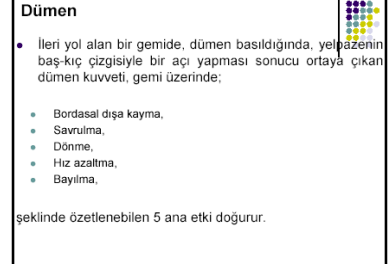 Dümen
İleri yol alan bir gemide, dümen basıldığında, yelpazenin
baş-kıç çizgisiyle bir açı yapması sonucu ortaya çıkan
dümen kuvveti, gemi üzerinde;
Bordasal dışa kayma,
Savrulma,
Dönme,
Hız azaltma,
Bayılma,
şeklinde özetlenebilen 5 ana etki doğurur.